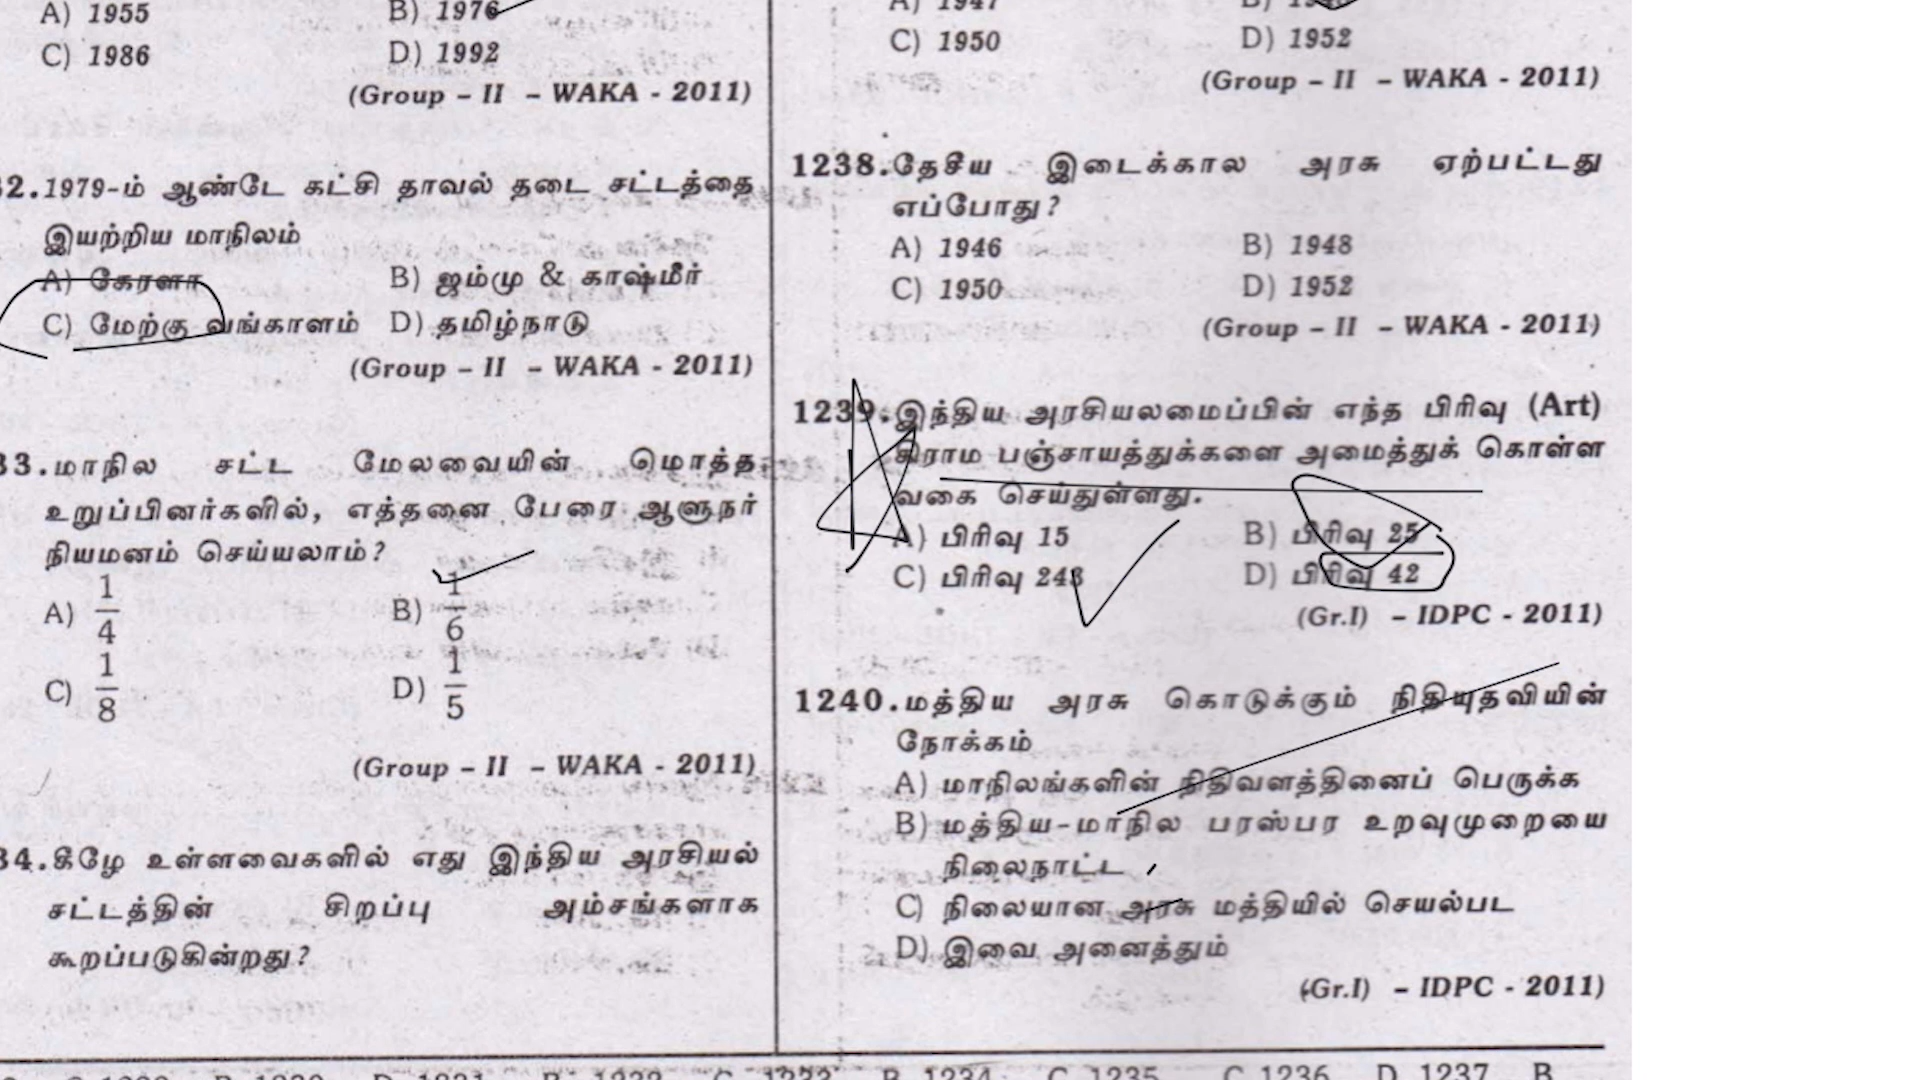 A) 1955 B) 1976
C) 1986 D) 1992
(Group – II – WAKA - 2011)
32.1979-ம் ஆண்டே கட்சி தாவல் தடை சட்டத்தை
இயற்றிய மாநிலம்
A) கேரளா B) ஜம்மு & காஷ்மீர்
C) மேற்கு வங்காளம் D) தமிழ்நாடு
(Group – II – WAKA - 2011)
33.மாநில சட்ட மேலவையின் மொத்த
உறுப்பினர்களில், எத்தனை பேரை ஆளுநர்
நியமனம் செய்யலாம்?
A) 1/4 B) 1/6
C) 1/8 D) 1/5
(Group – II – WAKA - 2011)
34.கீழே உள்ளவைகளில் எது இந்திய அரசியல்
சட்டத்தின் சிறப்பு அம்சங்களாக
கூறப்படுகின்றது?
A) 1947
C) 1950 D) 1952
(Group – II – WAKA - 2011)
1238.தேசீய இடைக்கால அரசு ஏற்பட்டது
எப்போது?
A) 1946 B) 1948
C) 1950 D) 1952
(Group – II – WAKA - 2011)
1239.இந்திய அரசியலமைப்பின் எந்த பிரிவு (Art)
கிராம பஞ்சாயத்துக்களை அமைத்துக் கொள்ள
வகை செய்துள்ளது.
A) பிரிவு 15 B) பிரிவு 25
C) பிரிவு 243 D) பிரிவு 42
(Gr.I) – IDPC - 2011)
1240.மத்திய அரசு கொடுக்கும் நிதியுதவியின்
நோக்கம்
A) மாநிலங்களின் நிதிவளத்தினைப் பெருக்க
B) மத்திய-மாநில பரஸ்பர உறவுமுறையை
நிலைநாட்ட
C) நிலையான அரசு மத்தியில் செயல்பட
D) இவை அனைத்தும்
(Gr.I) – IDPC - 2011)
1233 B 1234 C 1235 C 1236 D 1237 B